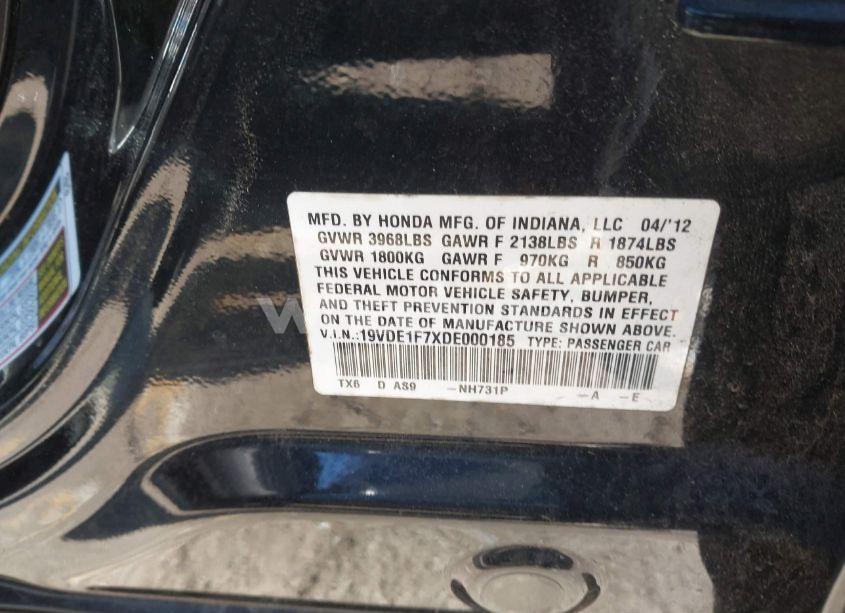 MFD. BY HONDA MFG. OF INDIANA, LLC 04/'12
GVWR 3968LBS GAWR F 2138LBS R 1874LBS
GVWR 1800KG GAWR F 970KG R 850KG
THIS VEHICLE CONFORMS TO ALL APPLICABLE
FEDERAL MOTOR VEHICLE SAFETY, BUMPER,
AND THEFT PREVENTION STANDARDS IN EFFECT
ON THE DATE OF MANUFACTURE SHOWN ABOVE.
V.I.N.:19VDE1F7XDE000185 TYPE: PASSENGER CAR
TX6 D AS9 -NH731P -A -E